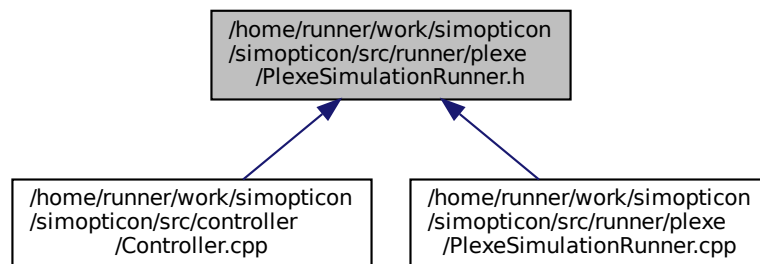 /home/runner/work/simopticon
/simopticon/src/runner/plexe
/PlexeSimulationRunner.h
/home/runner/work/simopticon
/simopticon/src/controller
/Controller.cpp
/home/runner/work/simopticon
/simopticon/src/runner/plexe
/PlexeSimulationRunner.cpp